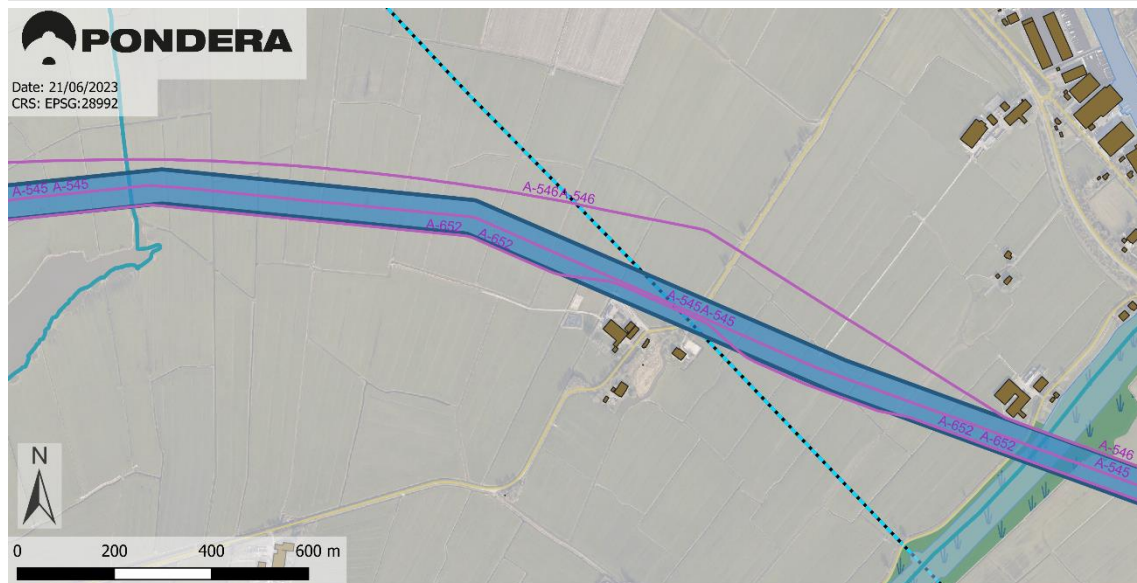 PONDERA
Date: 21/06/2023
CRS: EPSG:28992
A-545 A-545
A-546A-546
A-652 A-652
A-545A-545
A-652 A-652
A-546
A-545
N
0 200 400 600 m